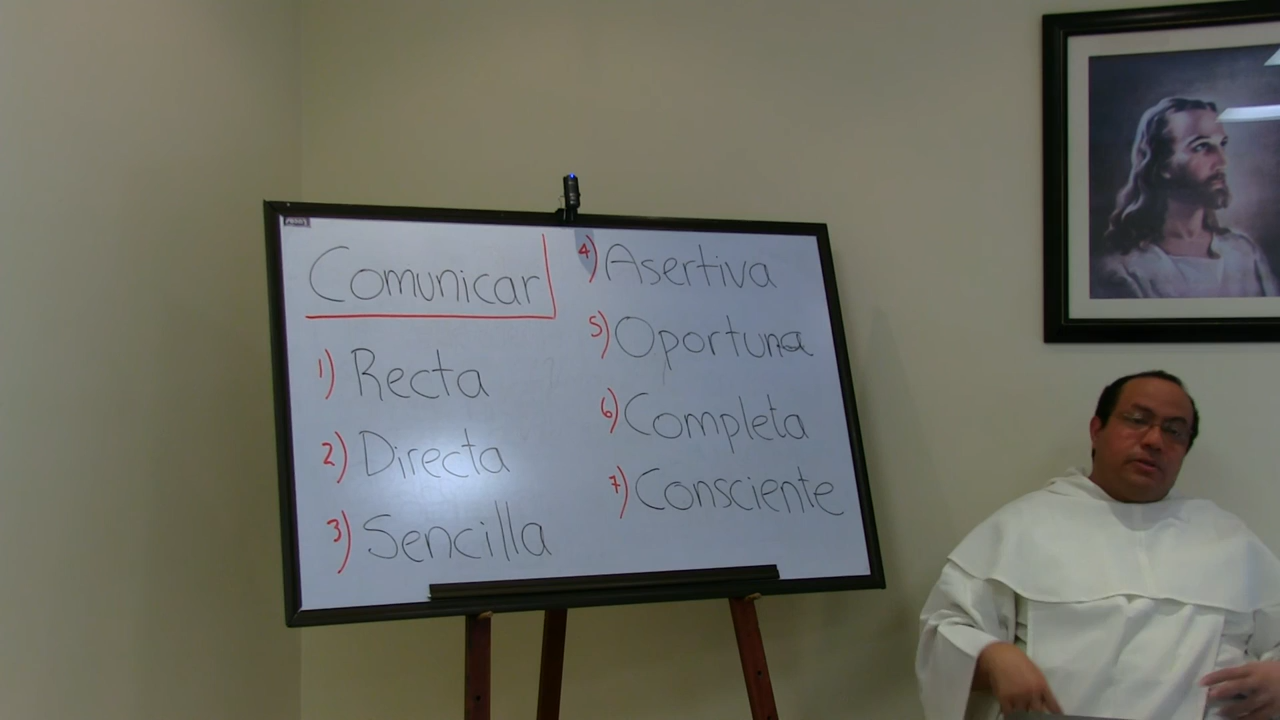 Comunicar
1) Recta
2) Directa
3) Sencilla
4) Asertiva
5) Oportuna
6) Completa
7) Consciente